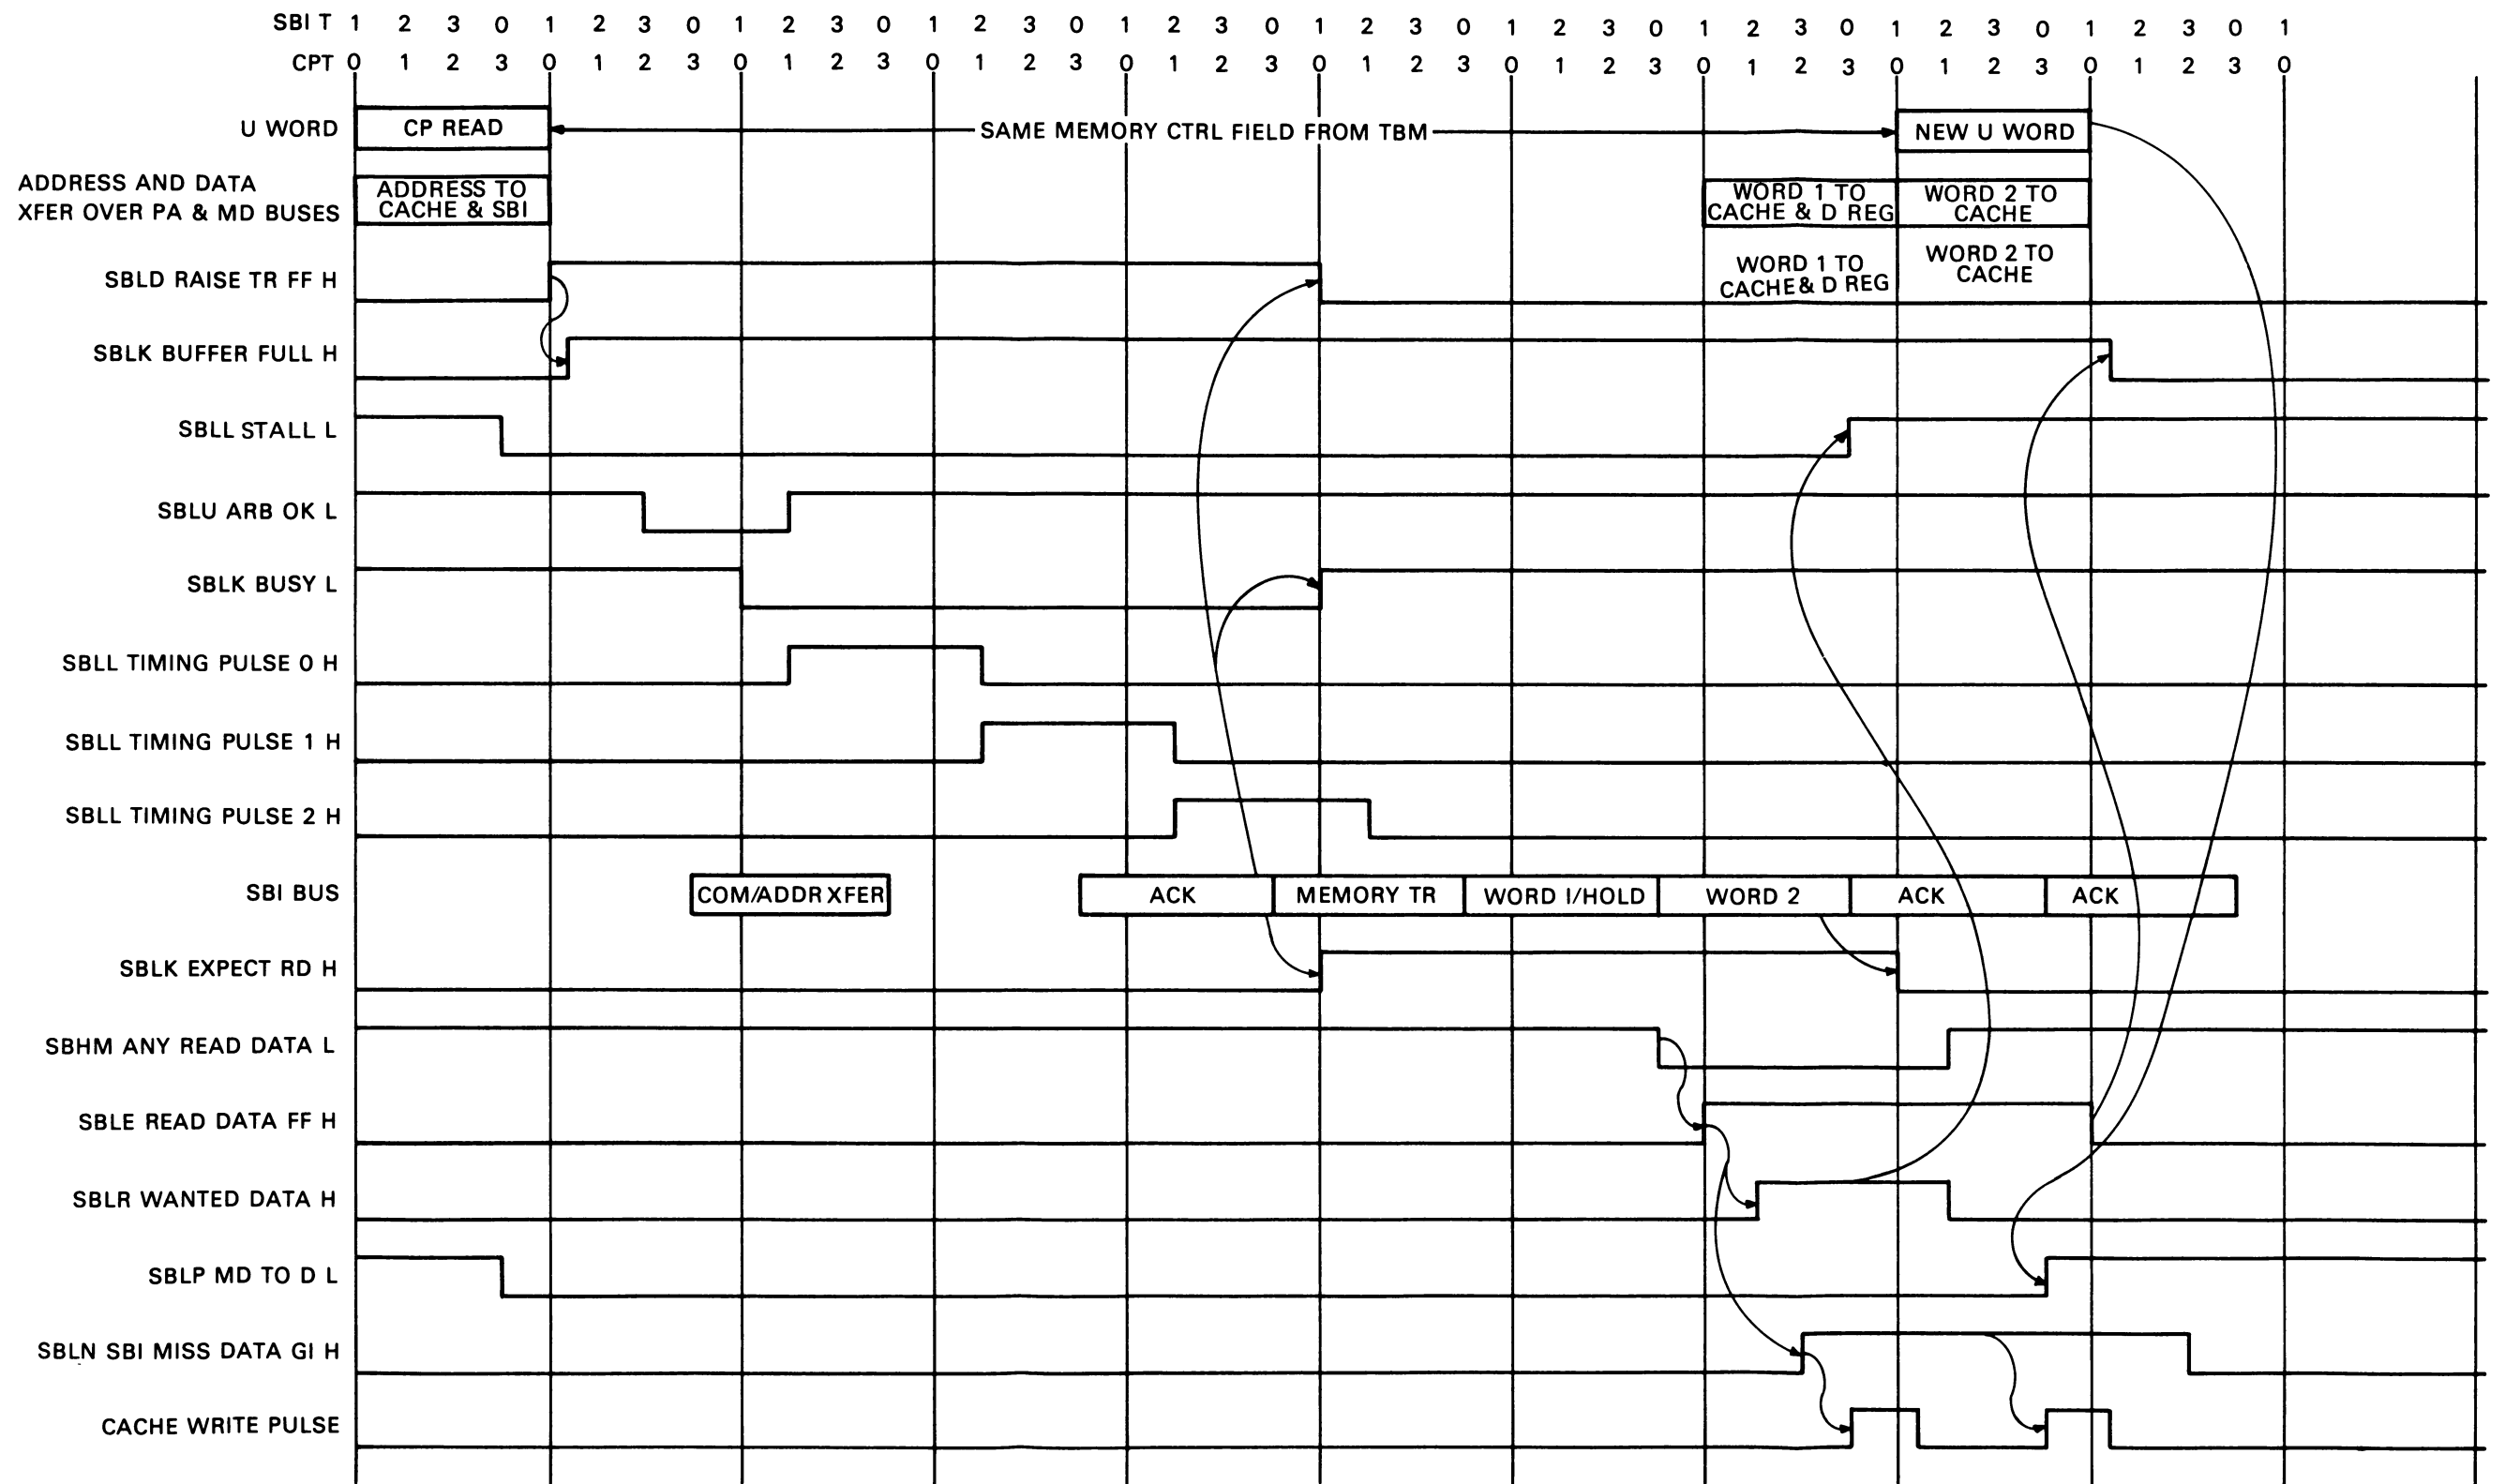 SBI T 1 2 3 0 1 2 3 0 1 2 3 0 1 2 3 0 1 2 3 0 1 2 3 0 1 2 3 0 1 2 3 0 1 2 3 0 1 2 3 0 1
CPT 0 1 2 3 0 1 2 3 0 1 2 3 0 1 2 3 0 1 2 3 0 1 2 3 0 1 2 3 0 1 2 3 0 1 2 3 0 1 2 3 0
U WORD CP READ SAME MEMORY CTRL FIELD FROM TBM NEW U WORD
ADDRESS AND DATA
XFER OVER PA & MD BUSES
ADDRESS TO
CACHE & SBI
WORD 1 TO
CACHE & D REG
WORD 2 TO
CACHE
SBLD RAISE TR FF H
WORD 1 TO
CACHE & D REG
WORD 2 TO
CACHE
SBLK BUFFER FULL H
SBLL STALL L
SBLU ARB OK L
SBLK BUSY L
SBLL TIMING PULSE 0 H
SBLL TIMING PULSE 1 H
SBLL TIMING PULSE 2 H
SBI BUS COM/ADDR XFER ACK MEMORY TR WORD I/HOLD WORD 2 ACK ACK
SBLK EXPECT RD H
SBHM ANY READ DATA L
SBLE READ DATA FF H
SBLR WANTED DATA H
SBLP MD TO D L
SBLN SBI MISS DATA GI H
CACHE WRITE PULSE